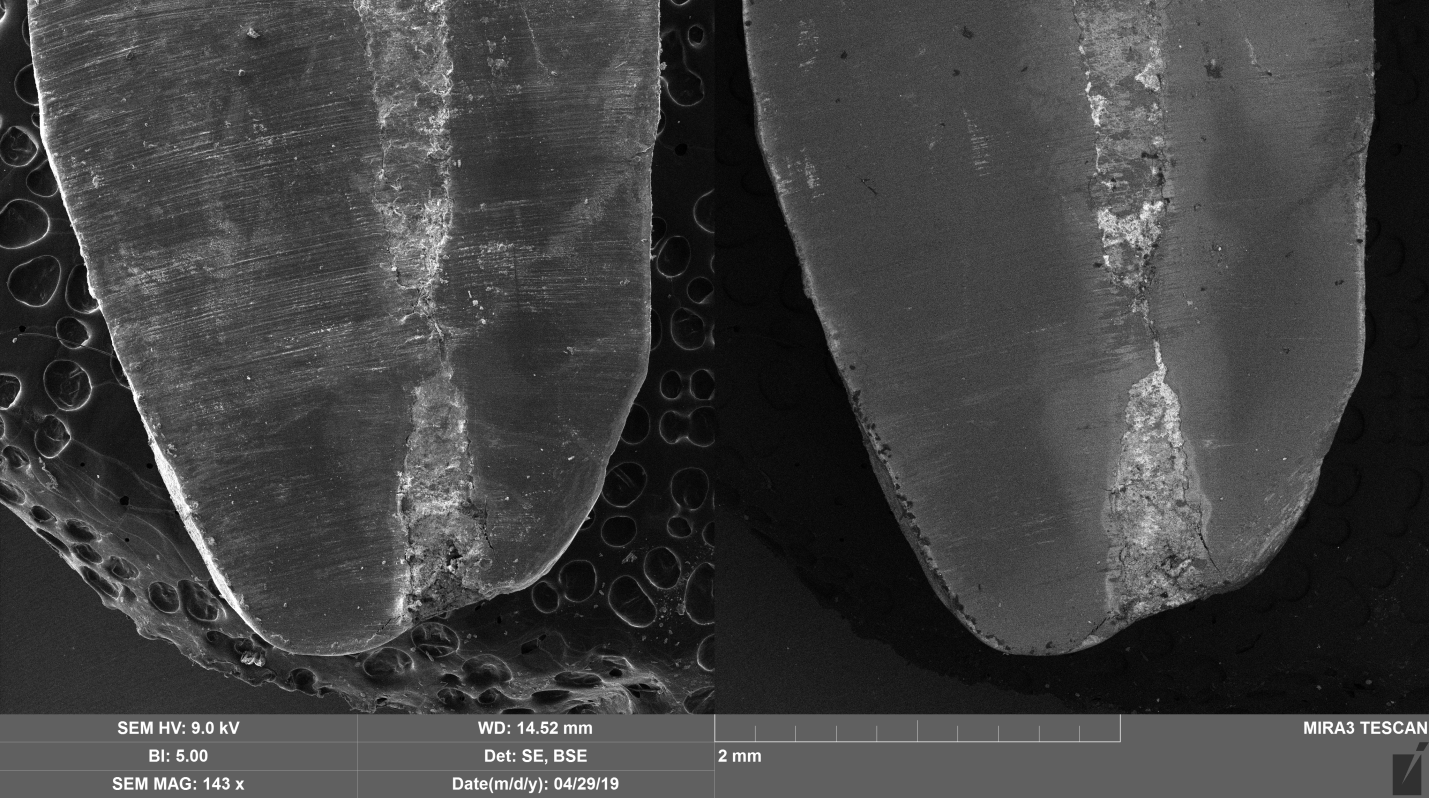 SEM HV: 9.0 kV
WD: 14.52 mm
MIRA3 TESCAN
BI: 5.00
Det: SE, BSE
2 mm
SEM MAG: 143 x
Date(m/d/y): 04/29/19